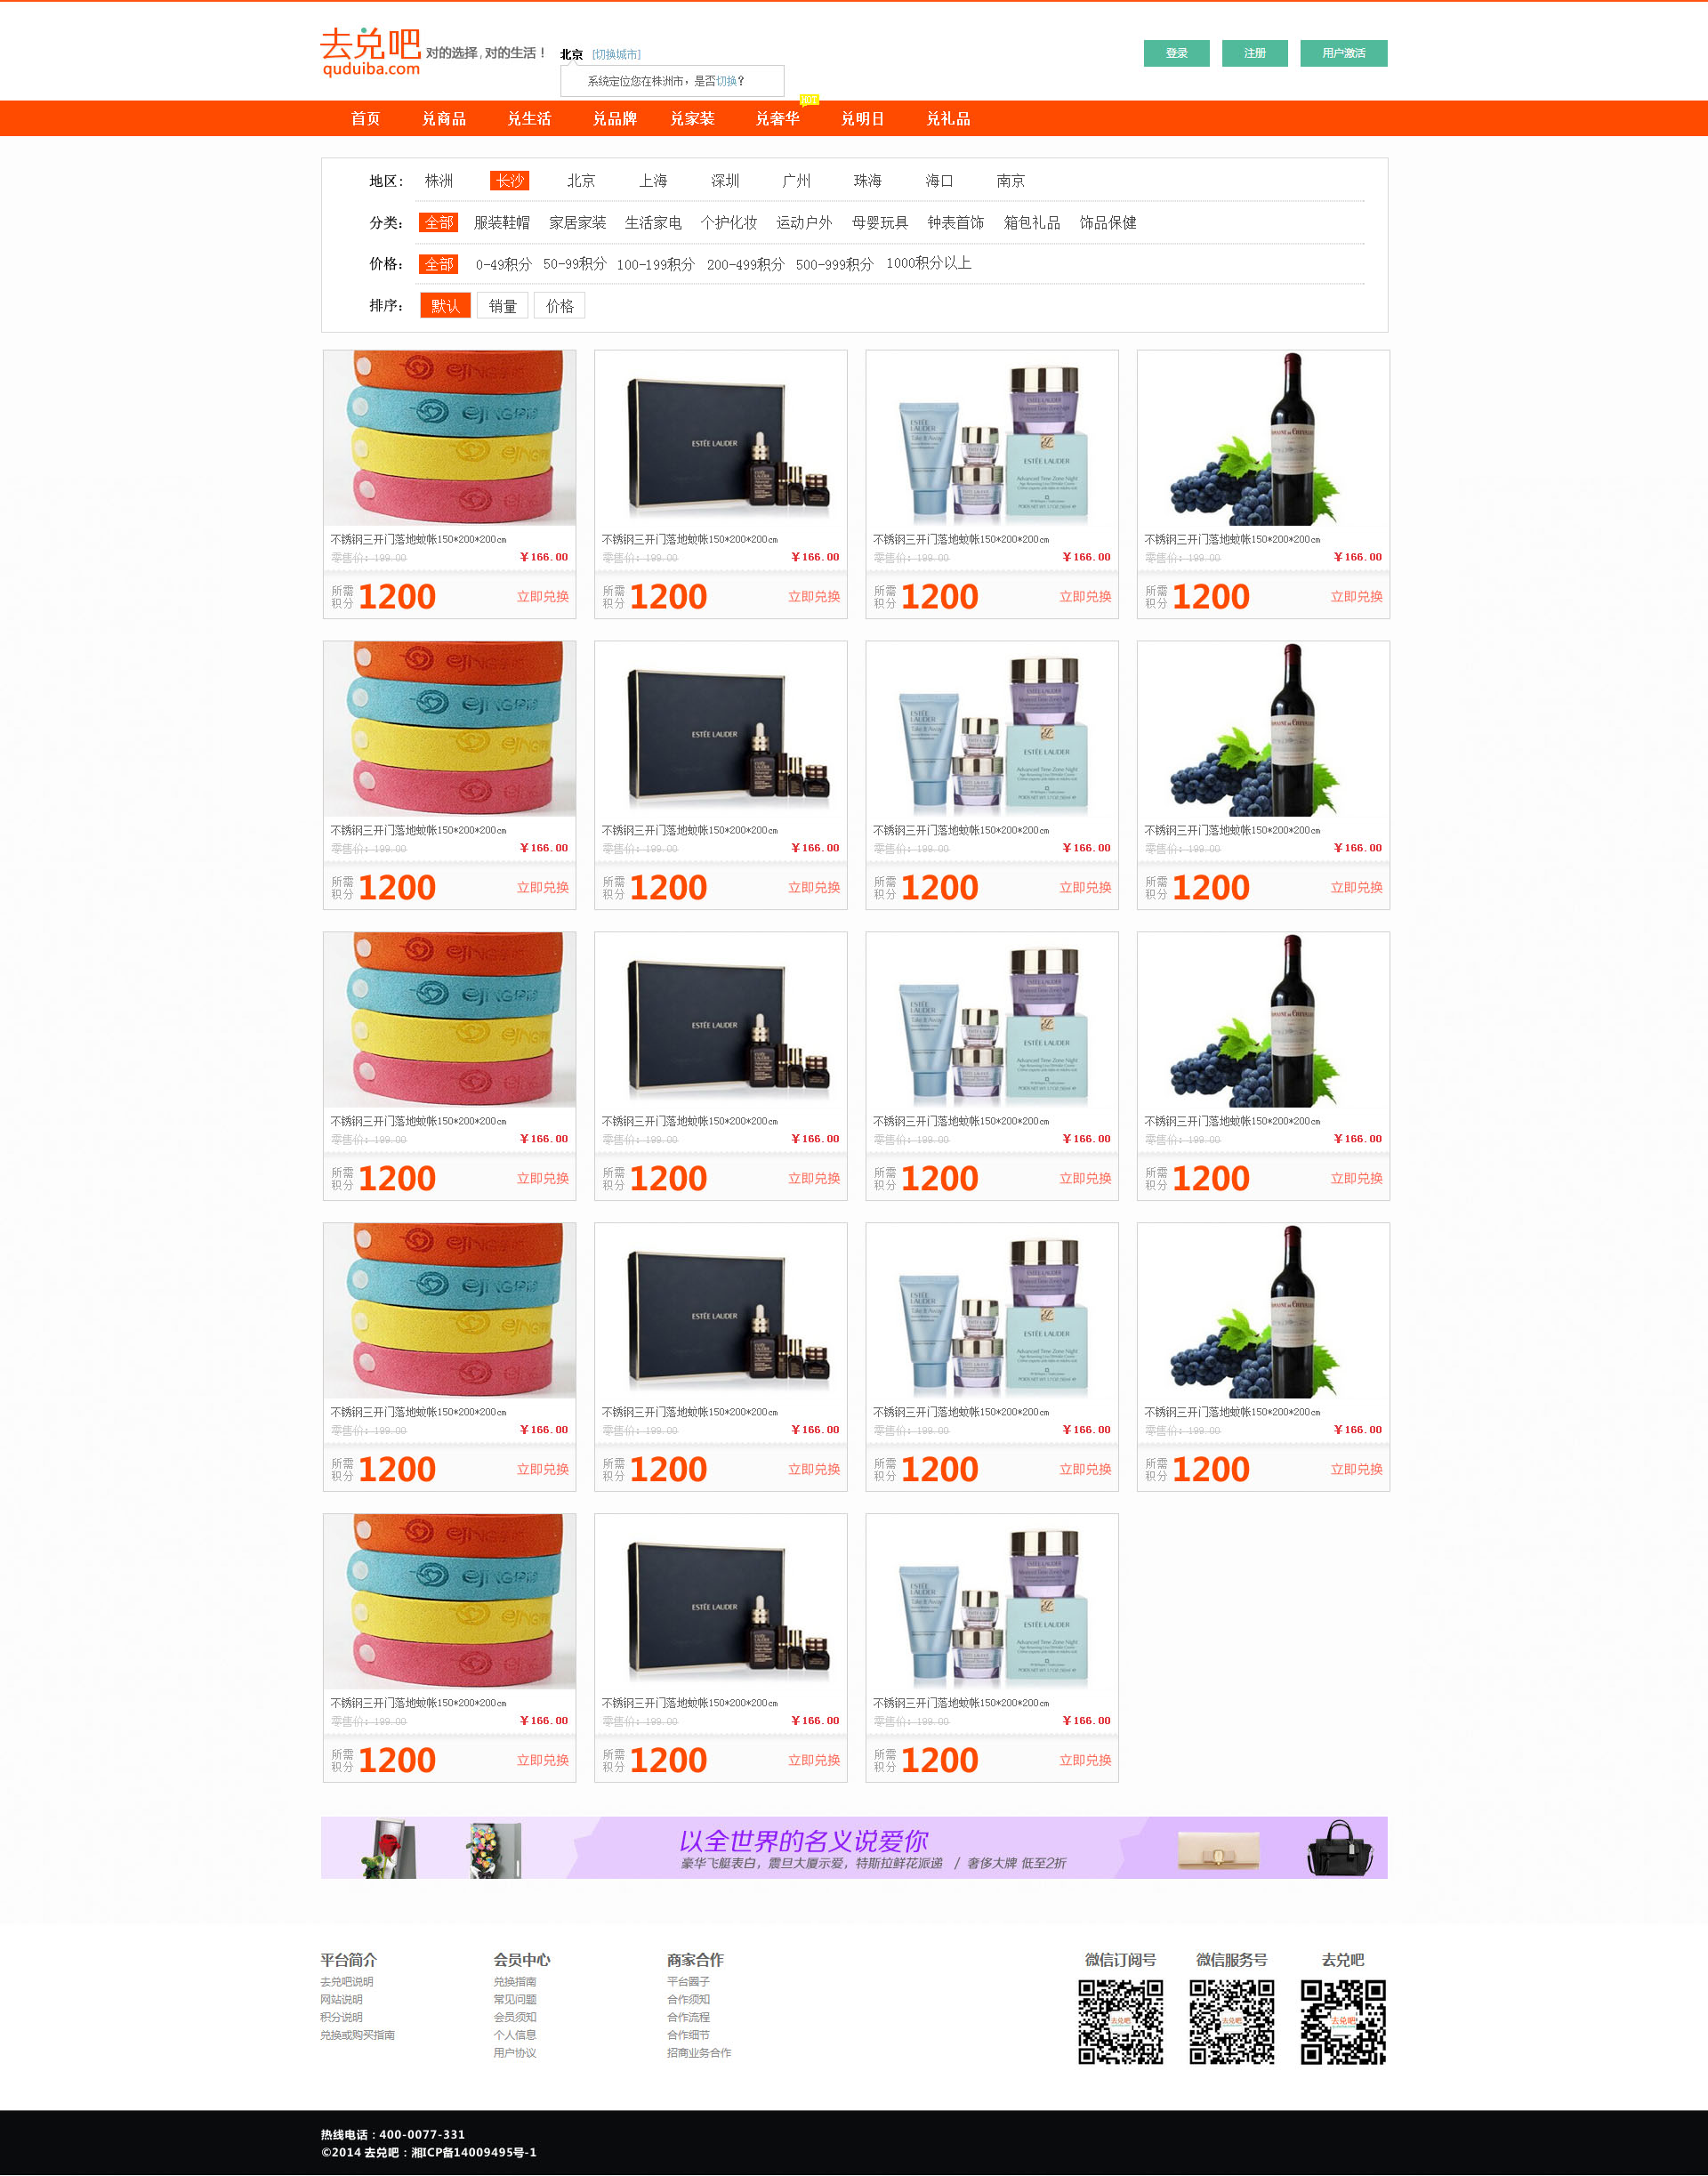 去兑吧 对的选择，对的生活！ 北京 [切换城市] 登录 注册 用户激活
quduiba.com
系统定位您在株洲市，是否切换？
HOT
首页 兑商品 兑生活 兑品牌 兑家装 兑奢华 兑明日 兑礼品
地区： 株洲 长沙 北京 上海 深圳 广州 珠海 海口 南京
分类： 全部 服装鞋帽 家居家装 生活家电 个护化妆 运动户外 母婴玩具 钟表首饰 箱包礼品 饰品保健
价格： 全部 0-49积分 50-99积分 100-199积分 200-499积分 500-999积分 1000积分以上
排序： 默认 销量 价格
ESTĒE LAUDER ESTĒE LAUDER
不锈钢三开门落地蚊帐150*200*200cm 不锈钢三开门落地蚊帐150*200*200cm 不锈钢三开门落地蚊帐150*200*200cm 不锈钢三开门落地蚊帐150*200*200cm
零售价：199.00 ￥166.00 零售价：199.00 ￥166.00 零售价：199.00 ￥166.00 零售价：199.00 ￥166.00
所需积分 1200 立即兑换 所需积分 1200 立即兑换 所需积分 1200 立即兑换 所需积分 1200 立即兑换
ESTĒE LAUDER ESTĒE LAUDER
不锈钢三开门落地蚊帐150*200*200cm 不锈钢三开门落地蚊帐150*200*200cm 不锈钢三开门落地蚊帐150*200*200cm 不锈钢三开门落地蚊帐150*200*200cm
零售价：199.00 ￥166.00 零售价：199.00 ￥166.00 零售价：199.00 ￥166.00 零售价：199.00 ￥166.00
所需积分 1200 立即兑换 所需积分 1200 立即兑换 所需积分 1200 立即兑换 所需积分 1200 立即兑换
ESTĒE LAUDER ESTĒE LAUDER
不锈钢三开门落地蚊帐150*200*200cm 不锈钢三开门落地蚊帐150*200*200cm 不锈钢三开门落地蚊帐150*200*200cm 不锈钢三开门落地蚊帐150*200*200cm
零售价：199.00 ￥166.00 零售价：199.00 ￥166.00 零售价：199.00 ￥166.00 零售价：199.00 ￥166.00
所需积分 1200 立即兑换 所需积分 1200 立即兑换 所需积分 1200 立即兑换 所需积分 1200 立即兑换
ESTĒE LAUDER ESTĒE LAUDER
不锈钢三开门落地蚊帐150*200*200cm 不锈钢三开门落地蚊帐150*200*200cm 不锈钢三开门落地蚊帐150*200*200cm 不锈钢三开门落地蚊帐150*200*200cm
零售价：199.00 ￥166.00 零售价：199.00 ￥166.00 零售价：199.00 ￥166.00 零售价：199.00 ￥166.00
所需积分 1200 立即兑换 所需积分 1200 立即兑换 所需积分 1200 立即兑换 所需积分 1200 立即兑换
ESTĒE LAUDER ESTĒE LAUDER
不锈钢三开门落地蚊帐150*200*200cm 不锈钢三开门落地蚊帐150*200*200cm 不锈钢三开门落地蚊帐150*200*200cm
零售价：199.00 ￥166.00 零售价：199.00 ￥166.00 零售价：199.00 ￥166.00
所需积分 1200 立即兑换 所需积分 1200 立即兑换 所需积分 1200 立即兑换
以全世界的名义说爱你
豪华飞艇表白，震旦大厦示爱，特斯拉鲜花派递 / 奢侈大牌 低至2折
平台简介 会员中心 商家合作 微信订阅号 微信服务号 去兑吧
去兑吧说明 兑换指南 平台圈子
网站说明 常见问题 合作须知
积分说明 会员须知 合作流程
兑换或购买指南 个人信息 合作细节
用户协议 招商业务合作
去兑吧 去兑吧 去兑吧
热线电话：400-0077-331
©2014 去兑吧：湘ICP备14009495号-1